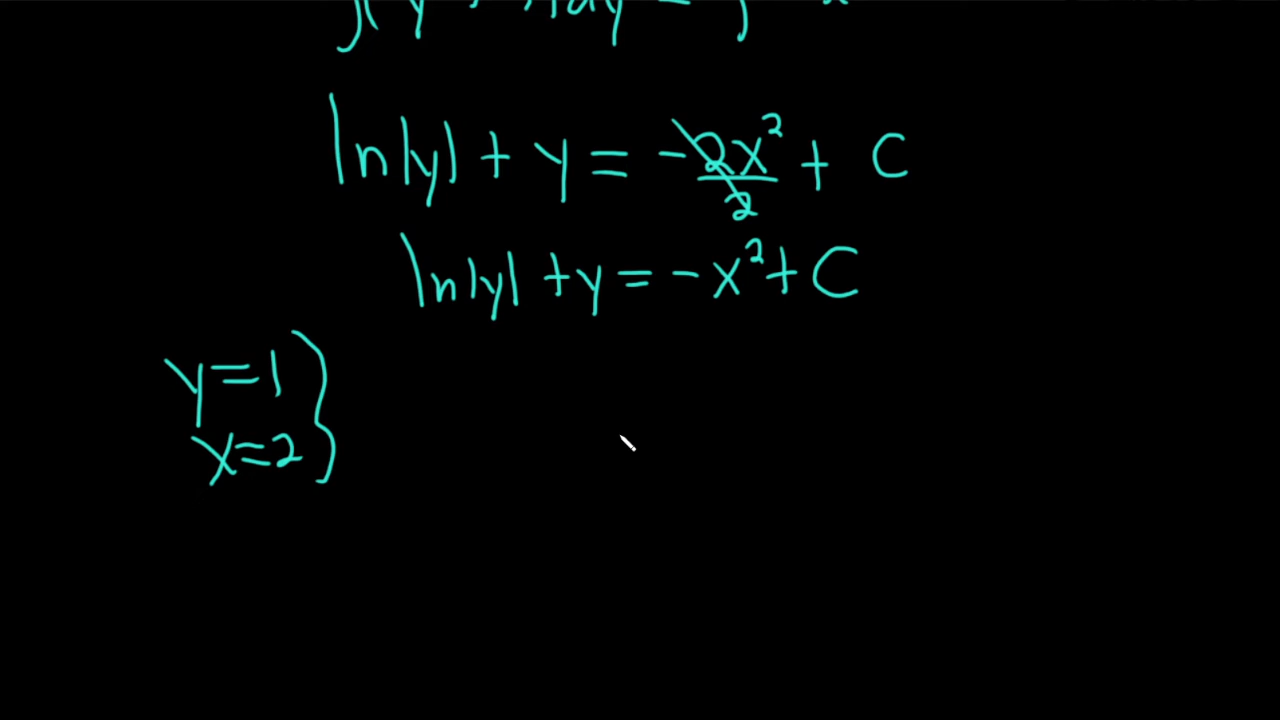 ln|y| + y = -2x²/2 + C
ln|y| + y = -x² + C
y=1
x=2